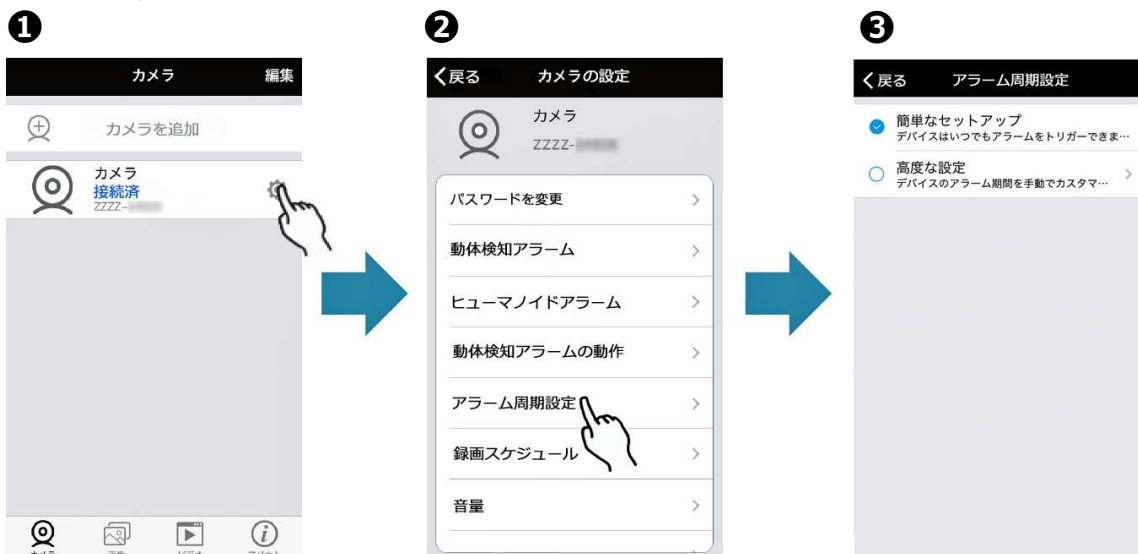 ❶
カメラ
編集
カメラを追加
カメラ
接続済
ZZZZ-
❷
戻る
カメラの設定
カメラ
ZZZZ-
パスワードを変更
動体検知アラーム
ヒューマノイドアラーム
動体検知アラームの動作
アラーム周期設定
録画スケジュール
音量
❸
戻る
アラーム周期設定
簡単なセットアップ
デバイスはいつでもアラームをトリガーできま…
高度な設定
デバイスのアラーム期間を手動でカスタマ…